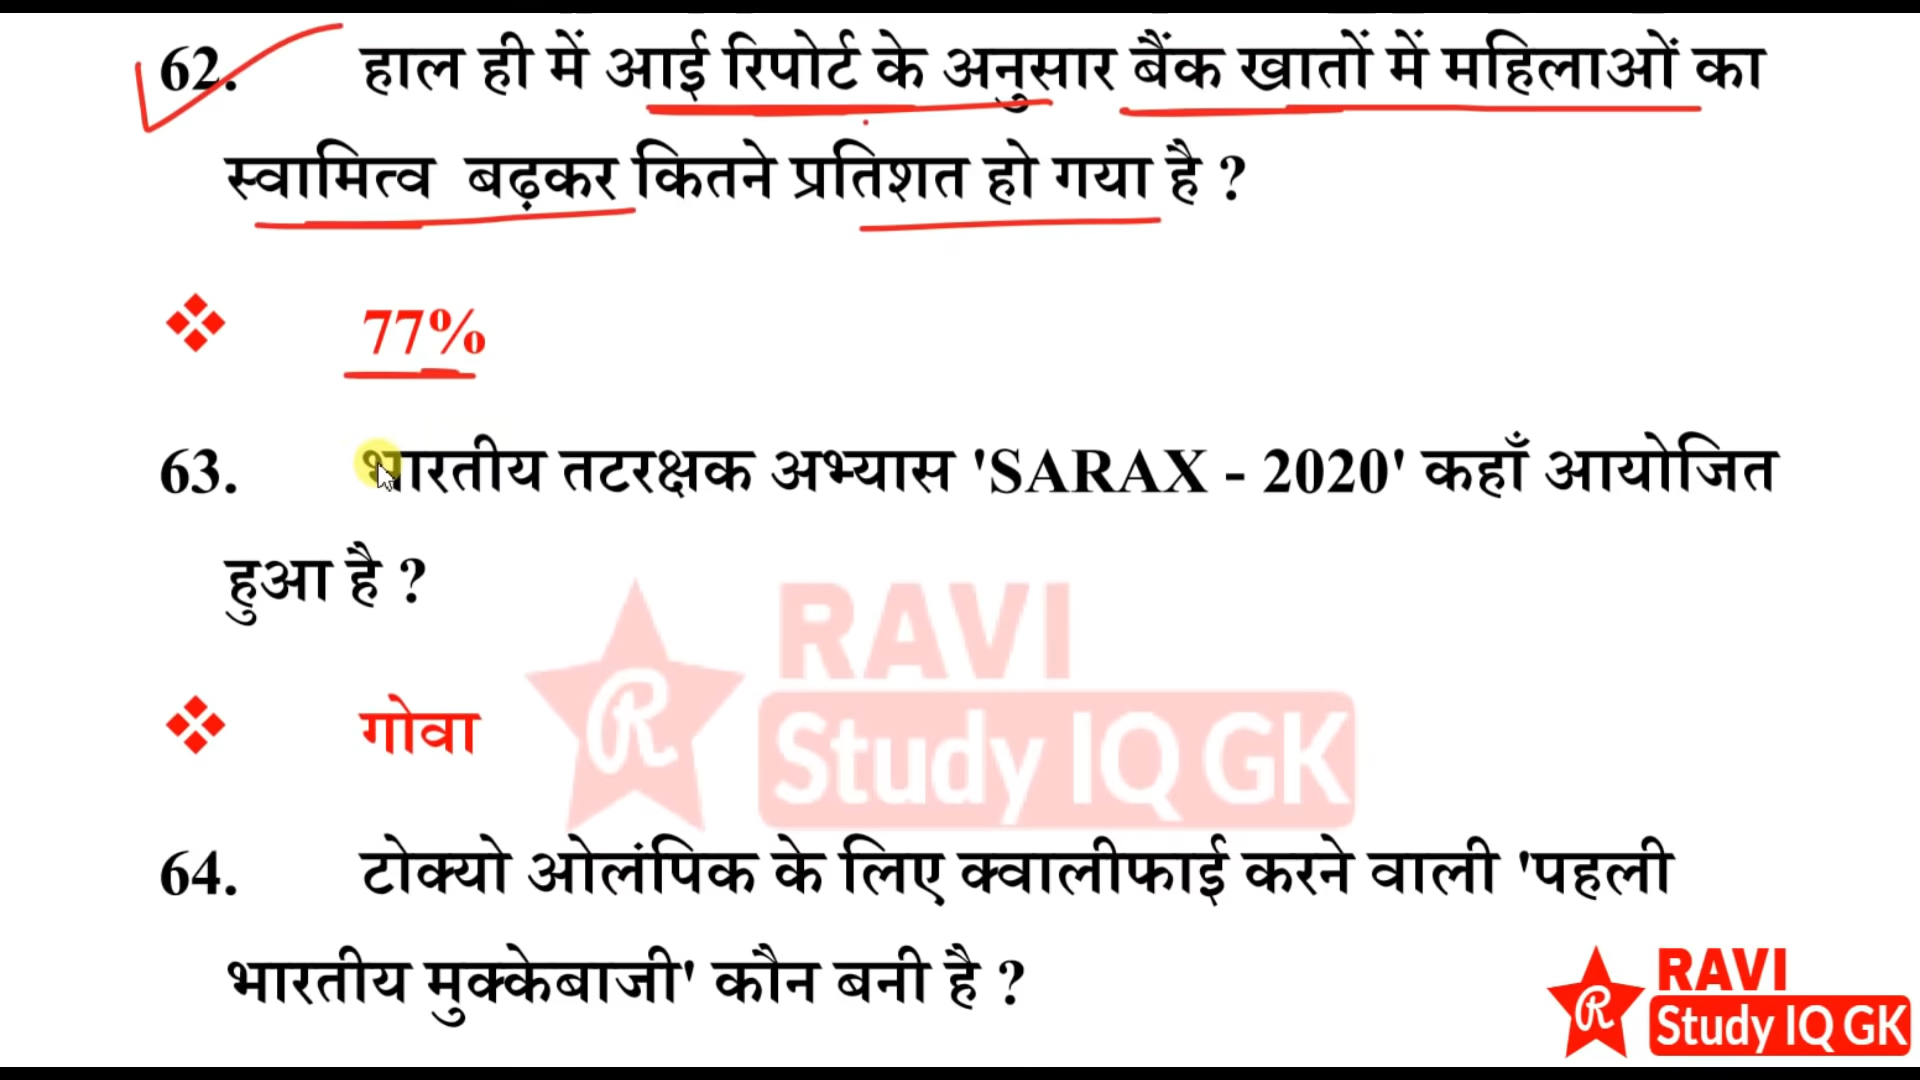 62. हाल ही में आई रिपोर्ट के अनुसार बैंक खातों में महिलाओं का
स्वामित्व बढ़कर कितने प्रतिशत हो गया है ?
❖ 77%
63. भारतीय तटरक्षक अभ्यास 'SARAX - 2020' कहाँ आयोजित
हुआ है ?
❖ गोवा
64. टोक्यो ओलंपिक के लिए क्वालीफाई करने वाली 'पहली
भारतीय मुक्केबाजी' कौन बनी है ?
R RAVI
Study IQ GK
R RAVI
Study IQ GK